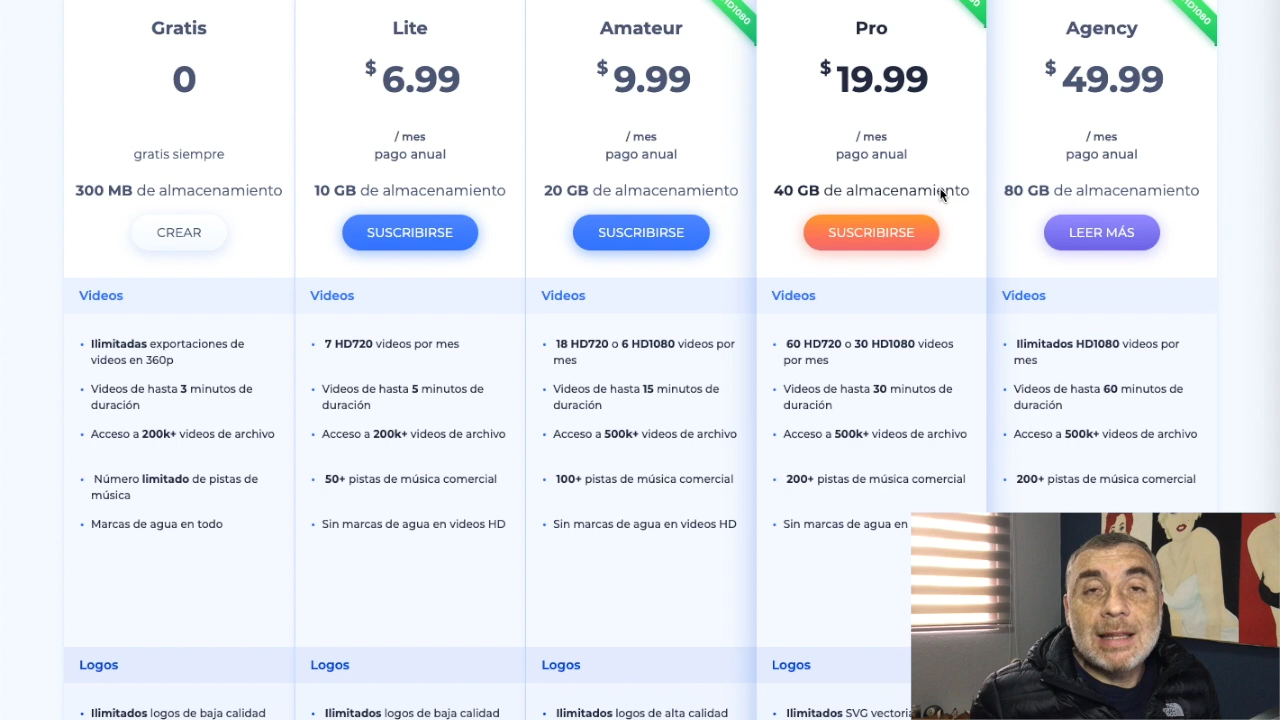 Gratis
0
gratis siempre
300 MB de almacenamiento
CREAR
Videos
Ilimitadas exportaciones de
videos en 360p
Videos de hasta 3 minutos de
duración
Acceso a 200k+ videos de archivo
Número limitado de pistas de
música
Marcas de agua en todo
Logos
Ilimitados logos de baja calidad
Lite
$ 6.99
/ mes
pago anual
10 GB de almacenamiento
SUSCRIBIRSE
Videos
7 HD720 videos por mes
Videos de hasta 5 minutos de
duración
Acceso a 200k+ videos de archivo
50+ pistas de música comercial
Sin marcas de agua en videos HD
Logos
Ilimitados logos de baja calidad
HD1080
Amateur
$ 9.99
/ mes
pago anual
20 GB de almacenamiento
SUSCRIBIRSE
Videos
18 HD720 o 6 HD1080 videos por
mes
Videos de hasta 15 minutos de
duración
Acceso a 500k+ videos de archivo
100+ pistas de música comercial
Sin marcas de agua en videos HD
Logos
Ilimitados logos de alta calidad
Pro
$ 19.99
/ mes
pago anual
40 GB de almacenamiento
SUSCRIBIRSE
Videos
60 HD720 o 30 HD1080 videos
por mes
Videos de hasta 30 minutos de
duración
Acceso a 500k+ videos de archivo
200+ pistas de música comercial
Sin marcas de agua en
Logos
Ilimitados SVG
HD1080
Agency
$ 49.99
/ mes
pago anual
80 GB de almacenamiento
LEER MÁS
Videos
Ilimitados HD1080 videos por
mes
Videos de hasta 60 minutos de
duración
Acceso a 500k+ videos de archivo
200+ pistas de música comercial